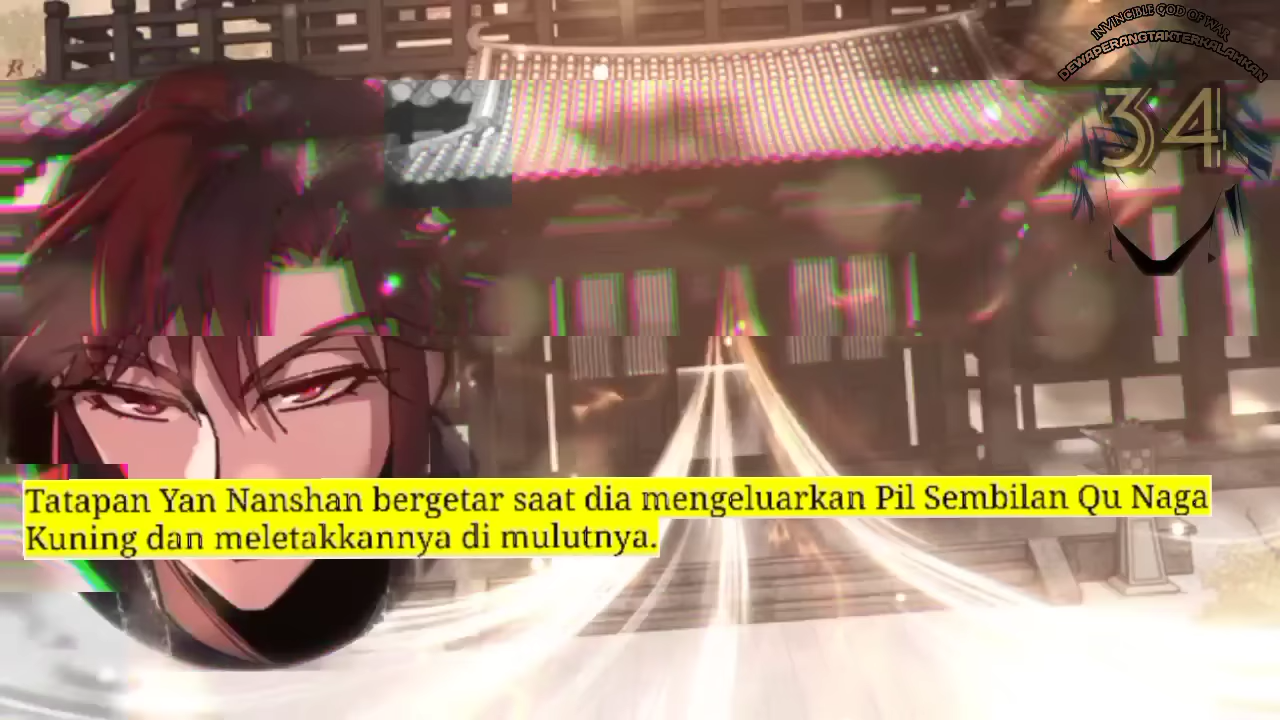 INVINCIBLE GOD OF WAR
DEWAPERANGTAKTERKALAHKAN
34
Tatapan Yan Nanshan bergetar saat dia mengeluarkan Pil Sembilan Qu Naga
Kuning dan meletakkannya di mulutnya.